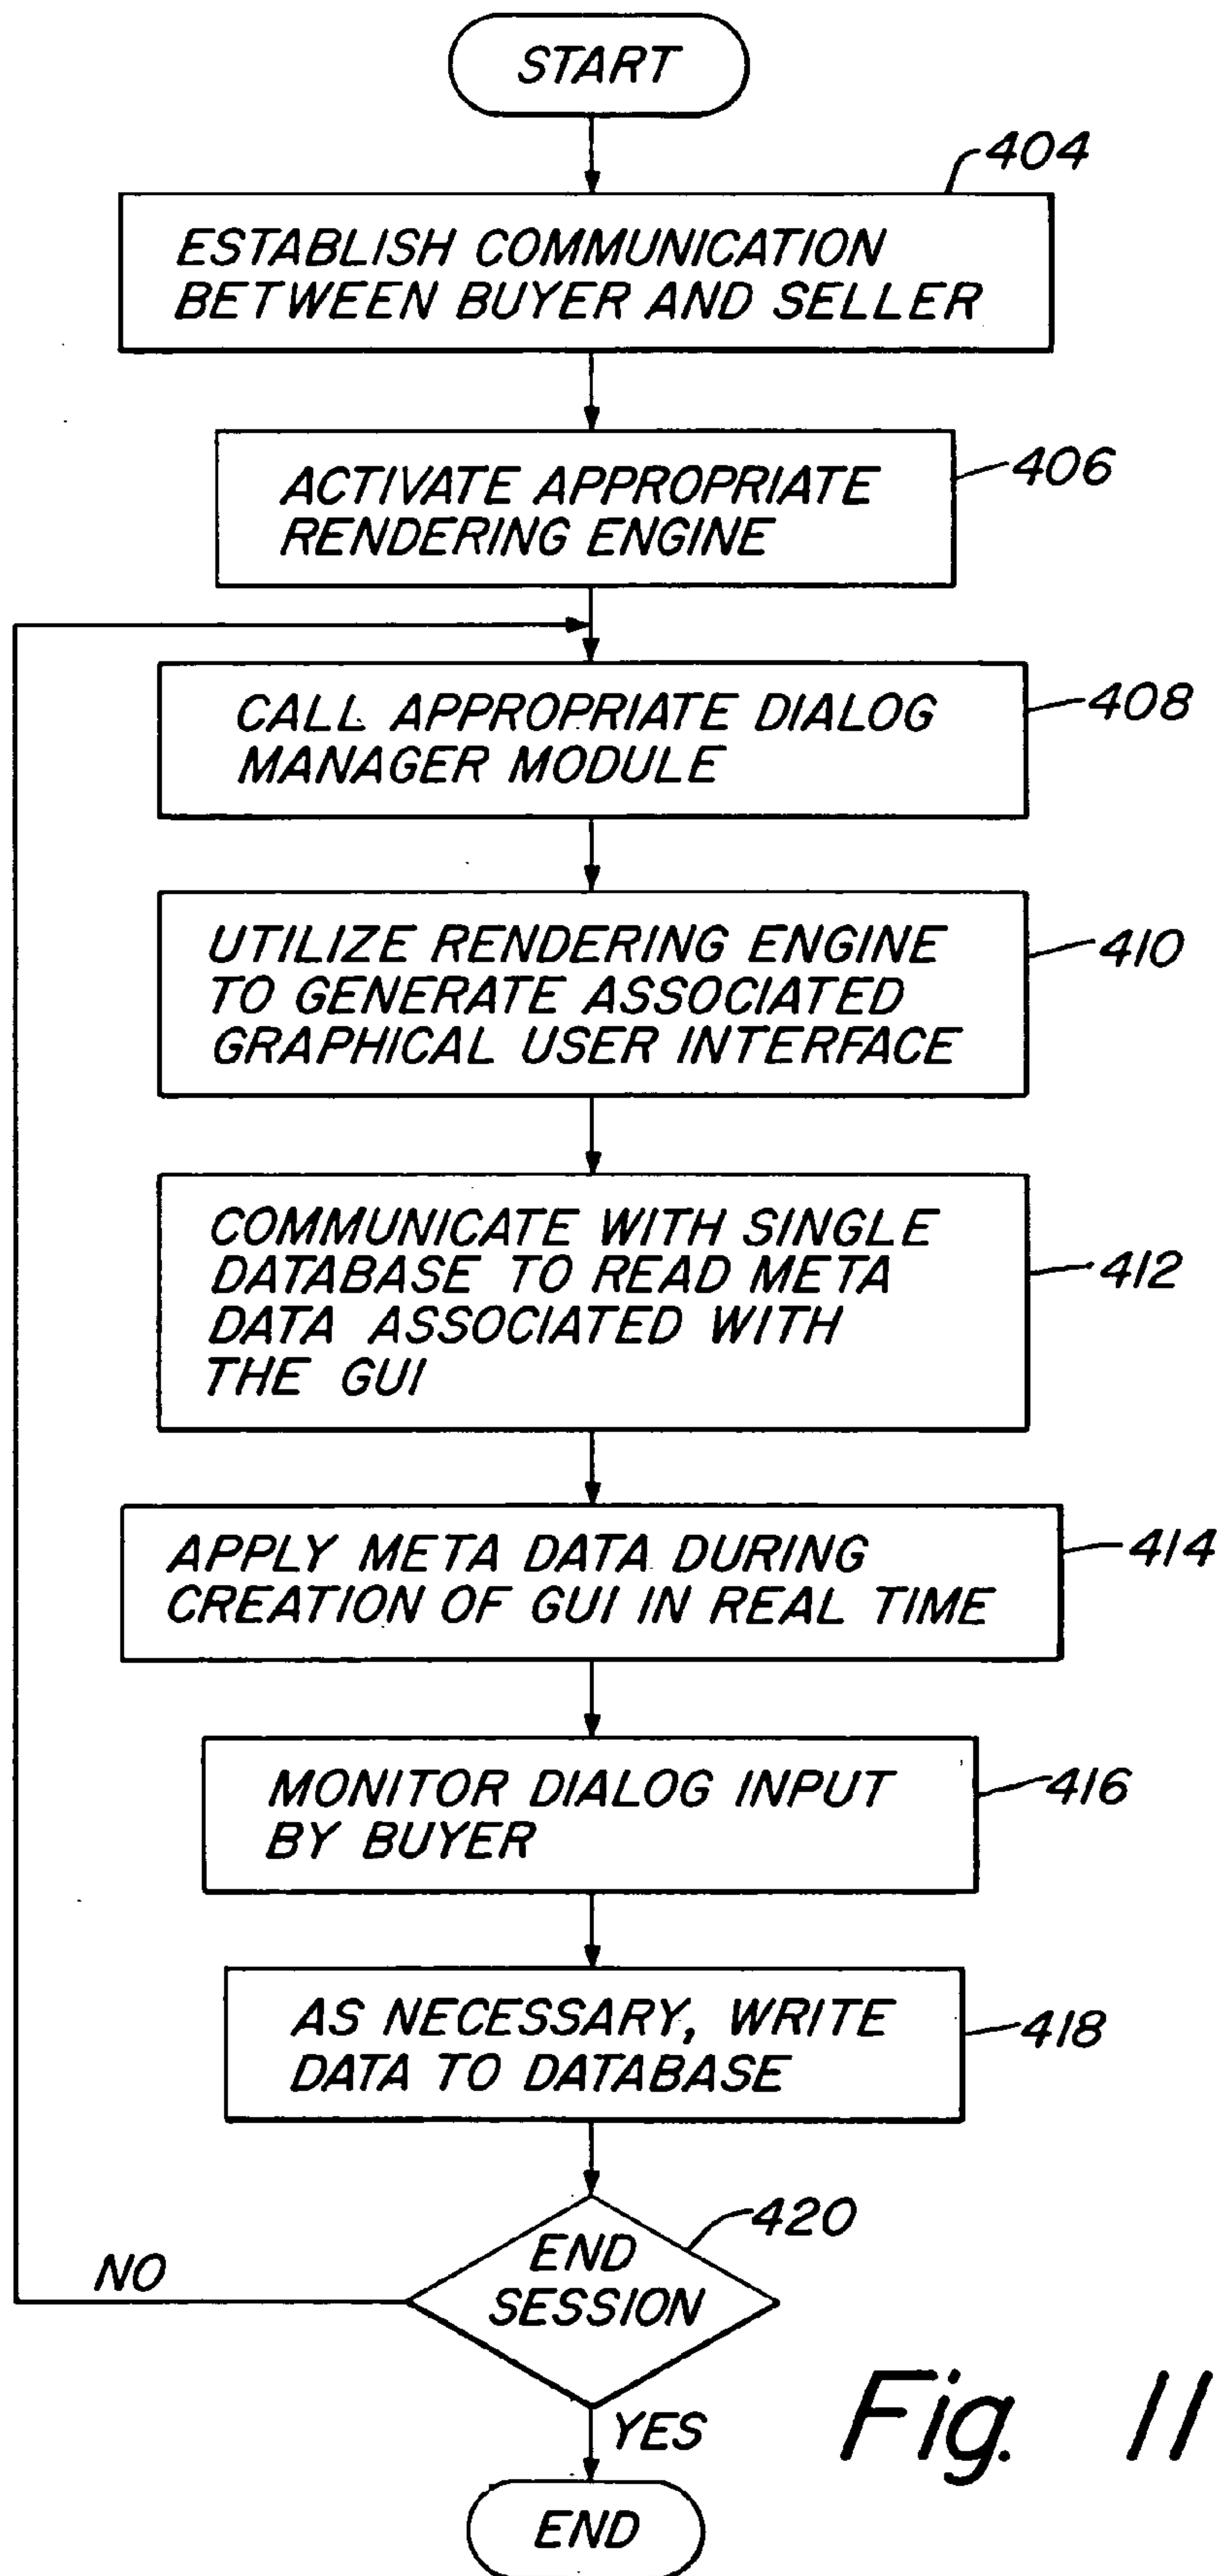 START
404
ESTABLISH COMMUNICATION
BETWEEN BUYER AND SELLER
406
ACTIVATE APPROPRIATE
RENDERING ENGINE
408
CALL APPROPRIATE DIALOG
MANAGER MODULE
410
UTILIZE RENDERING ENGINE
TO GENERATE ASSOCIATED
GRAPHICAL USER INTERFACE
412
COMMUNICATE WITH SINGLE
DATABASE TO READ META
DATA ASSOCIATED WITH
THE GUI
414
APPLY META DATA DURING
CREATION OF GUI IN REAL TIME
416
MONITOR DIALOG INPUT
BY BUYER
418
AS NECESSARY, WRITE
DATA TO DATABASE
420
END
SESSION
NO
YES
END
Fig. 11